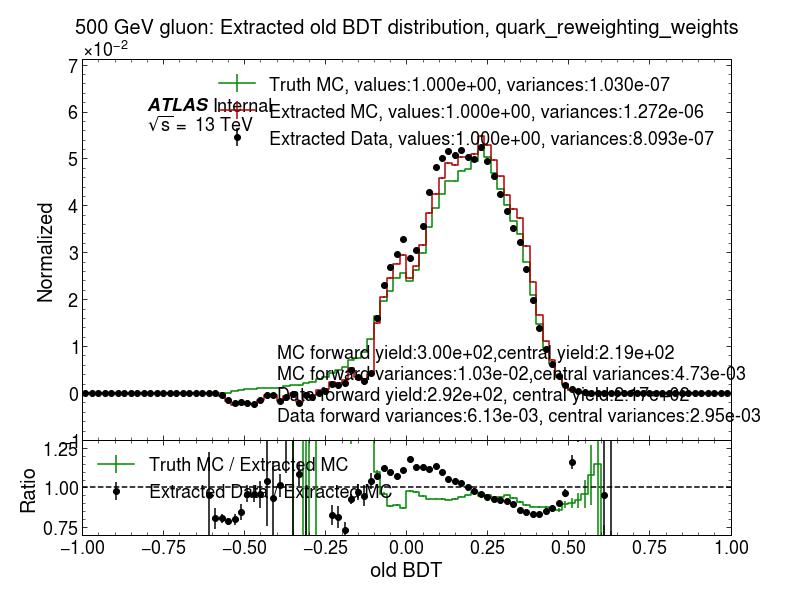 500 GeV gluon: Extracted old BDT distribution, quark_reweighting_weights
×10⁻²
Truth MC, values:1.000e+00, variances:1.030e-07
ATLAS Internal
Extracted MC, values:1.000e+00, variances:1.272e-06
√s = 13 TeV
Extracted Data, values:1.000e+00, variances:8.093e-07
7
6
5
4
3
2
1
0
Normalized
MC forward yield:3.00e+02,central yield:2.19e+02
MC forward variances:1.03e-02,central variances:4.73e-03
Data forward yield:2.92e+02, central yield:2.17e+02
Data forward variances:6.13e-03, central variances:2.95e-03
1.25
1.00
0.75
Ratio
Truth MC / Extracted MC
Extracted Data / Extracted MC
−1.00 −0.75 −0.50 −0.25 0.00 0.25 0.50 0.75 1.00
old BDT